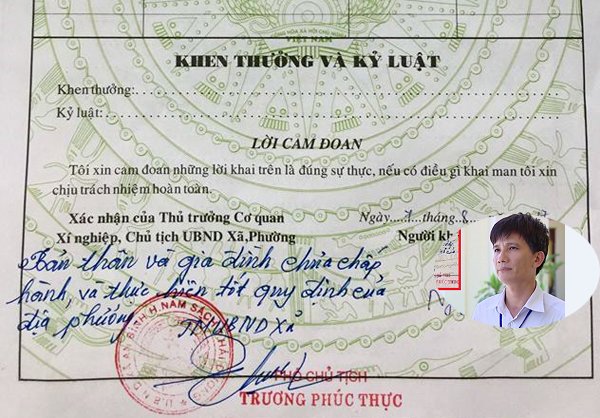 VIỆT NAM
KHEN THƯỞNG VÀ KỶ LUẬT
Khen thưởng:
Kỷ luật:
LỜI CAM ĐOAN
Tôi xin cam đoan những lời khai trên là đúng sự thực, nếu có điều gì khai man tôi xin
chịu trách nhiệm hoàn toàn.
Xác nhận của Thủ trưởng Cơ quan
Xí nghiệp, Chủ tịch UBND Xã,Phường
Ngày tháng
Người kh
Bản thân và gia đình chưa chấp
hành và thực hiện tốt quy định của
địa phương
TM UBND Xã
PHÓ CHỦ TỊCH
TRƯƠNG PHÚC THỰC